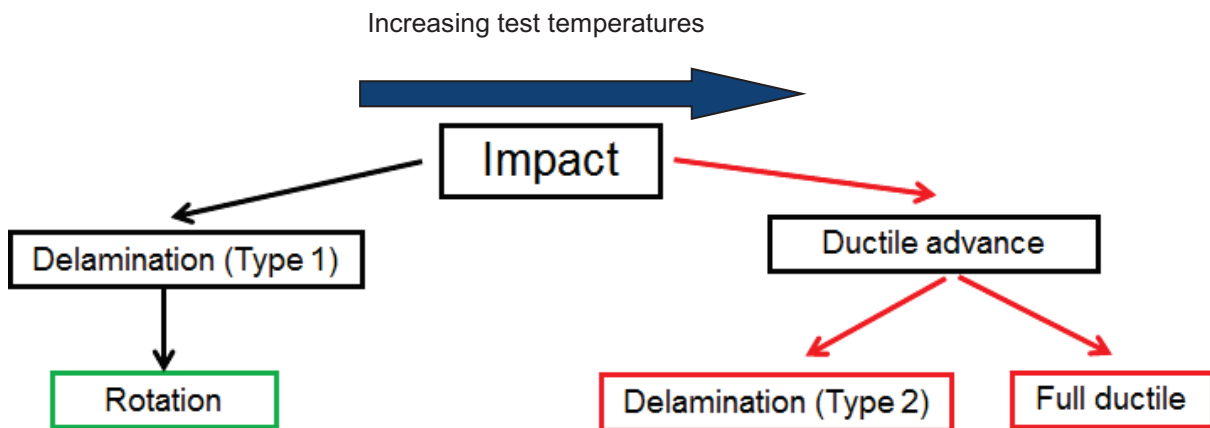 Increasing test temperatures
Impact
Delamination (Type 1)
Ductile advance
Rotation
Delamination (Type 2)
Full ductile